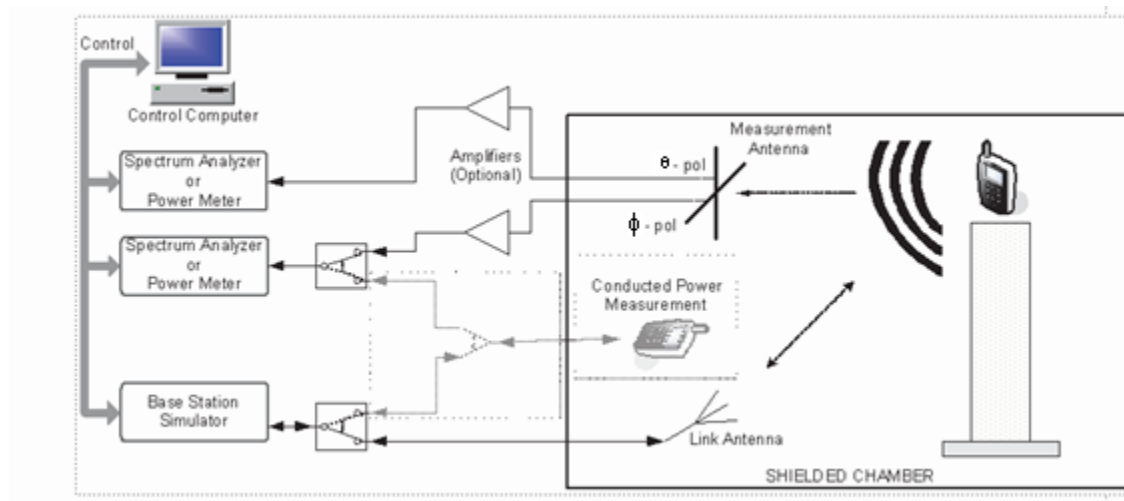 Control
Control Computer
Spectrum Analyzer
or
Power Meter
Amplifiers
(Optional)
Measurement
Antenna
θ - pol
ϕ - pol
Spectrum Analyzer
or
Power Meter
Conducted Power
Measurement
Base Station
Simulator
Link Antenna
SHIELDED CHAMBER